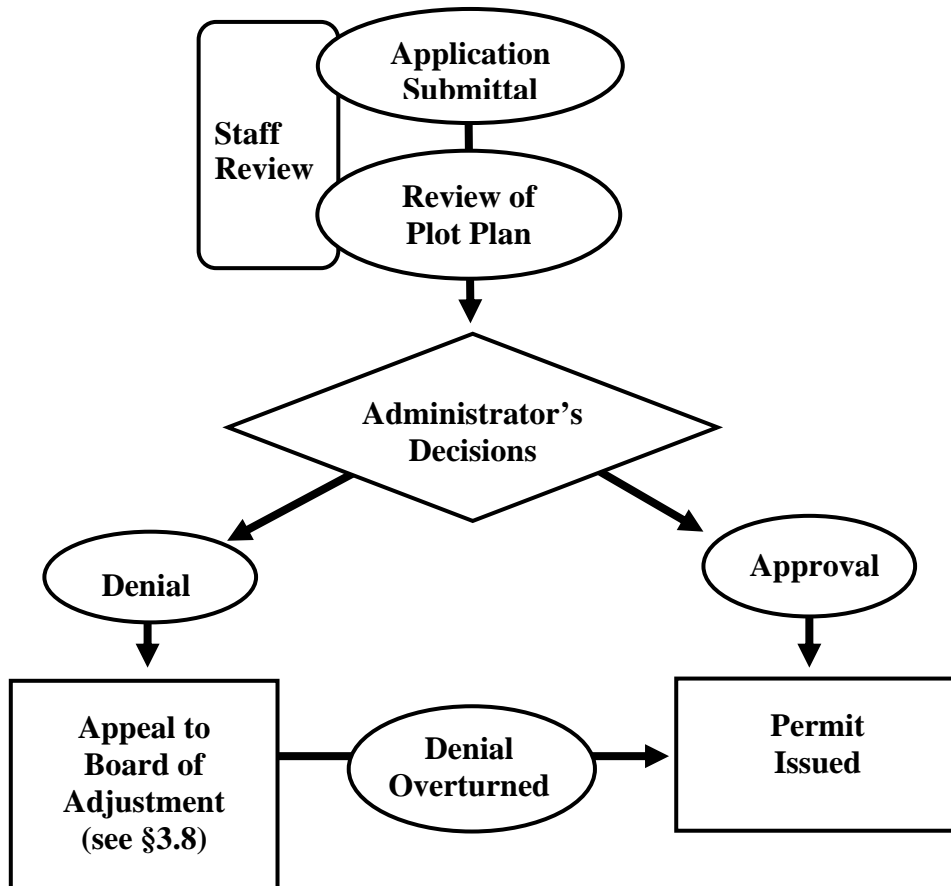 Application
Submittal
Staff
Review
Review of
Plot Plan
Administrator’s
Decisions
Denial
Approval
Appeal to
Board of
Adjustment
(see §3.8)
Denial
Overturned
Permit
Issued